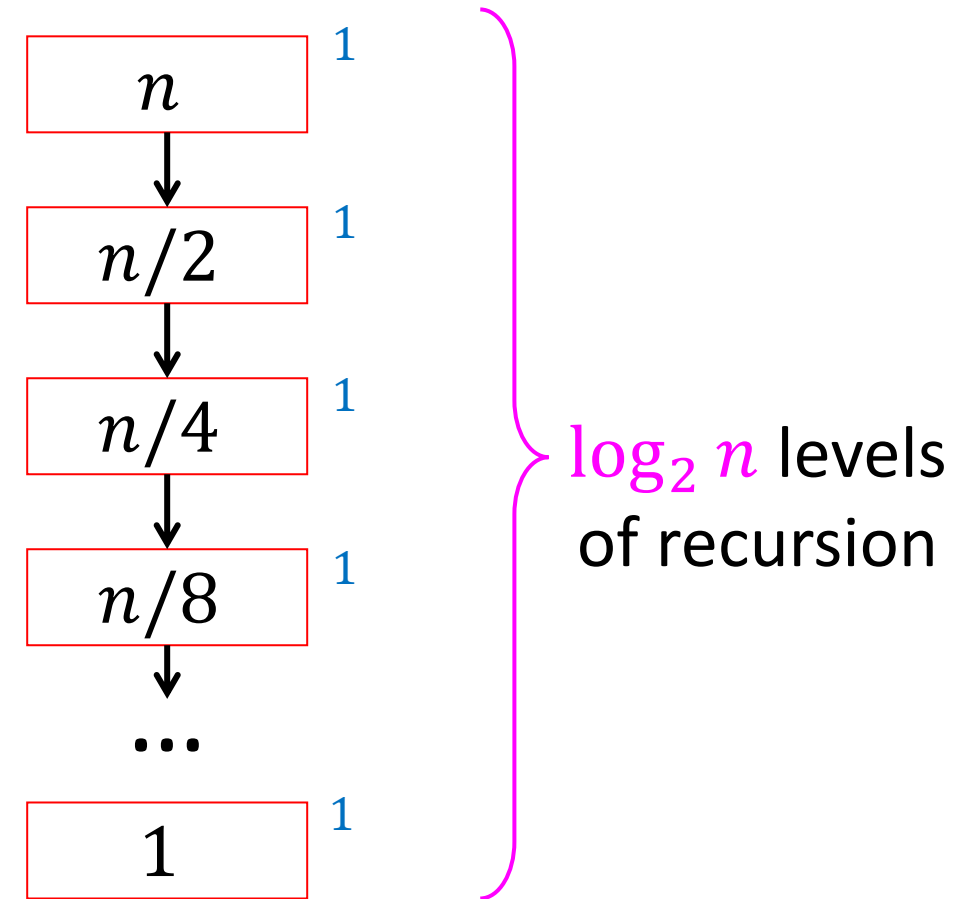 n 1
n/2 1
n/4 1
log₂ n levels
of recursion
n/8 1
...
1 1